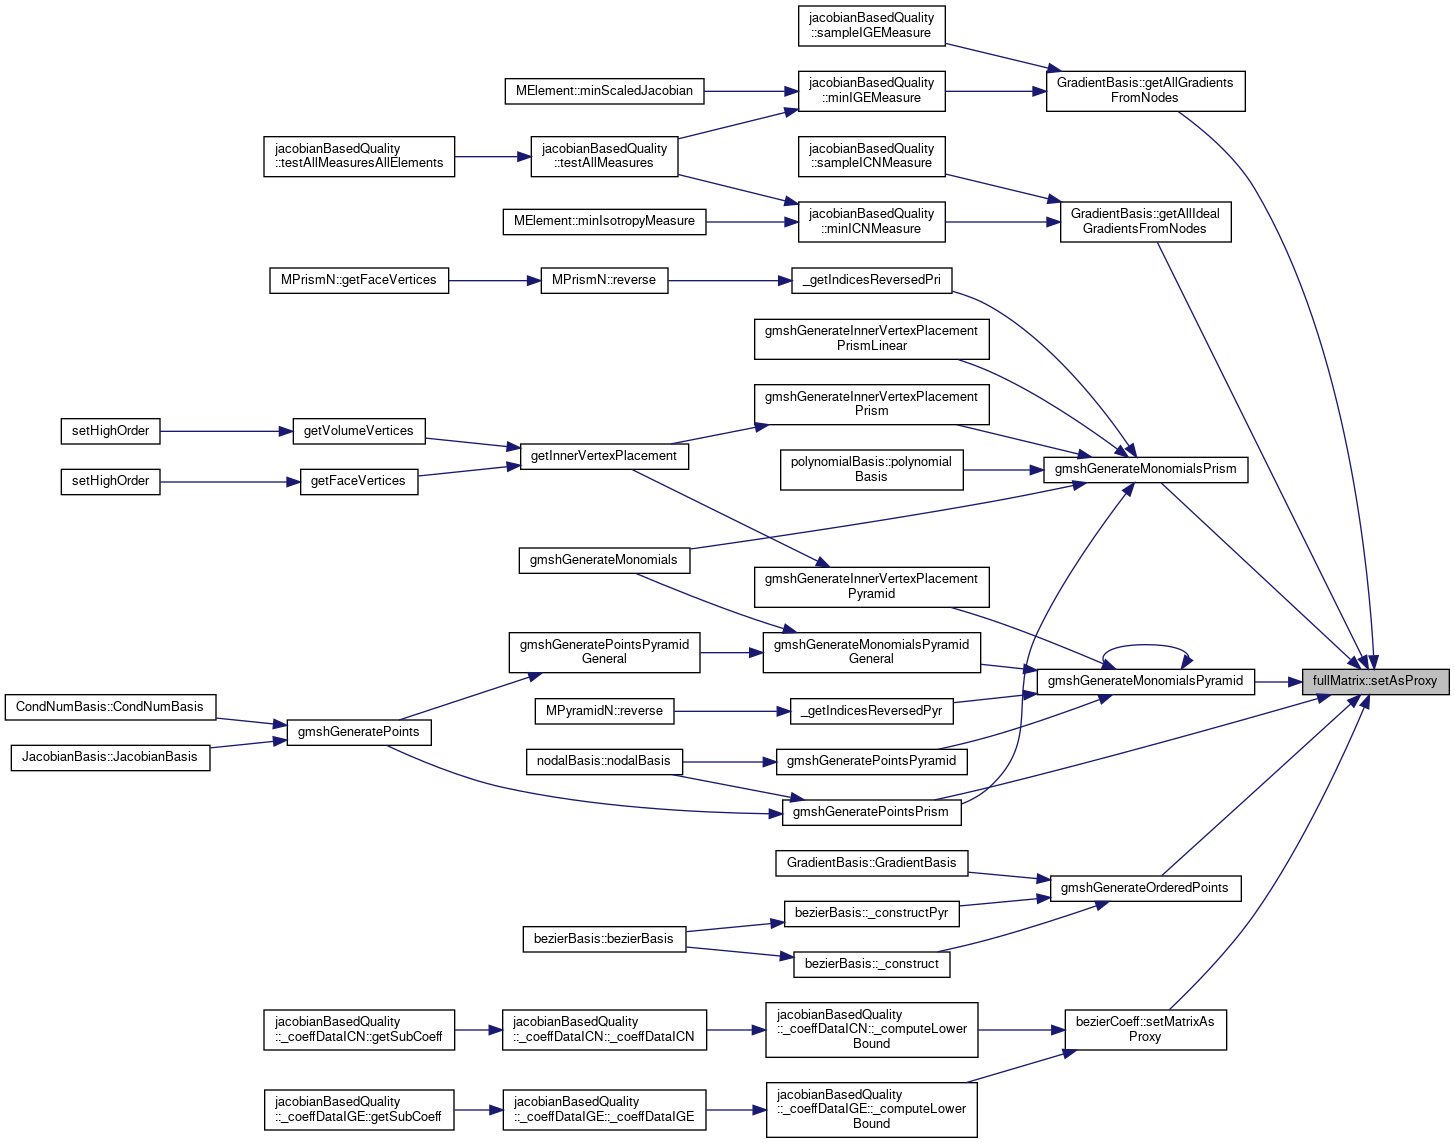 jacobianBasedQuality
::sampleIGEMeasure
GradientBasis::getAllGradients
FromNodes
MElement::minScaledJacobian
jacobianBasedQuality
::minIGEMeasure
jacobianBasedQuality
::testAllMeasuresAllElements
jacobianBasedQuality
::testAllMeasures
jacobianBasedQuality
::sampleICNMeasure
MElement::minIsotropyMeasure
jacobianBasedQuality
::minICNMeasure
GradientBasis::getAllIdeal
GradientsFromNodes
MPrismN::getFaceVertices
MPrismN::reverse
_getIndicesReversedPri
gmshGenerateInnerVertexPlacement
PrismLinear
gmshGenerateInnerVertexPlacement
Prism
setHighOrder
getVolumeVertices
getInnerVertexPlacement
polynomialBasis::polynomial
Basis
gmshGenerateMonomialsPrism
setHighOrder
getFaceVertices
gmshGenerateMonomials
gmshGenerateInnerVertexPlacement
Pyramid
gmshGeneratePointsPyramid
General
gmshGenerateMonomialsPyramid
General
gmshGenerateMonomialsPyramid
fullMatrix::setAsProxy
CondNumBasis::CondNumBasis
MPyramidN::reverse
_getIndicesReversedPyr
gmshGeneratePoints
JacobianBasis::JacobianBasis
nodalBasis::nodalBasis
gmshGeneratePointsPyramid
gmshGeneratePointsPrism
GradientBasis::GradientBasis
gmshGenerateOrderedPoints
bezierBasis::_constructPyr
bezierBasis::bezierBasis
bezierBasis::_construct
jacobianBasedQuality
::_coeffDataICN::getSubCoeff
jacobianBasedQuality
::_coeffDataICN::_coeffDataICN
jacobianBasedQuality
::_coeffDataICN::_computeLower
Bound
bezierCoeff::setMatrixAs
Proxy
jacobianBasedQuality
::_coeffDataIGE::getSubCoeff
jacobianBasedQuality
::_coeffDataIGE::_coeffDataIGE
jacobianBasedQuality
::_coeffDataIGE::_computeLower
Bound